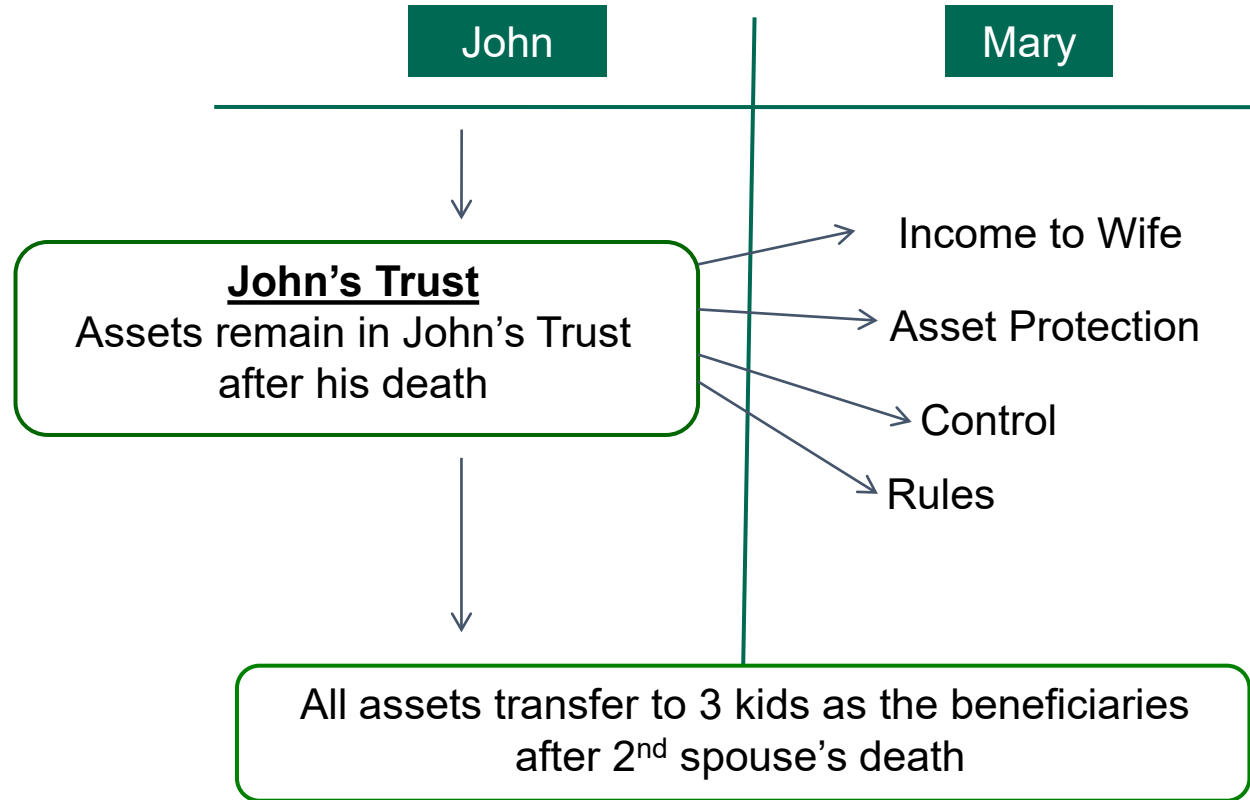 John
Mary
John’s Trust
Assets remain in John’s Trust
after his death
Income to Wife
Asset Protection
Control
Rules
All assets transfer to 3 kids as the beneficiaries
after 2nd spouse’s death